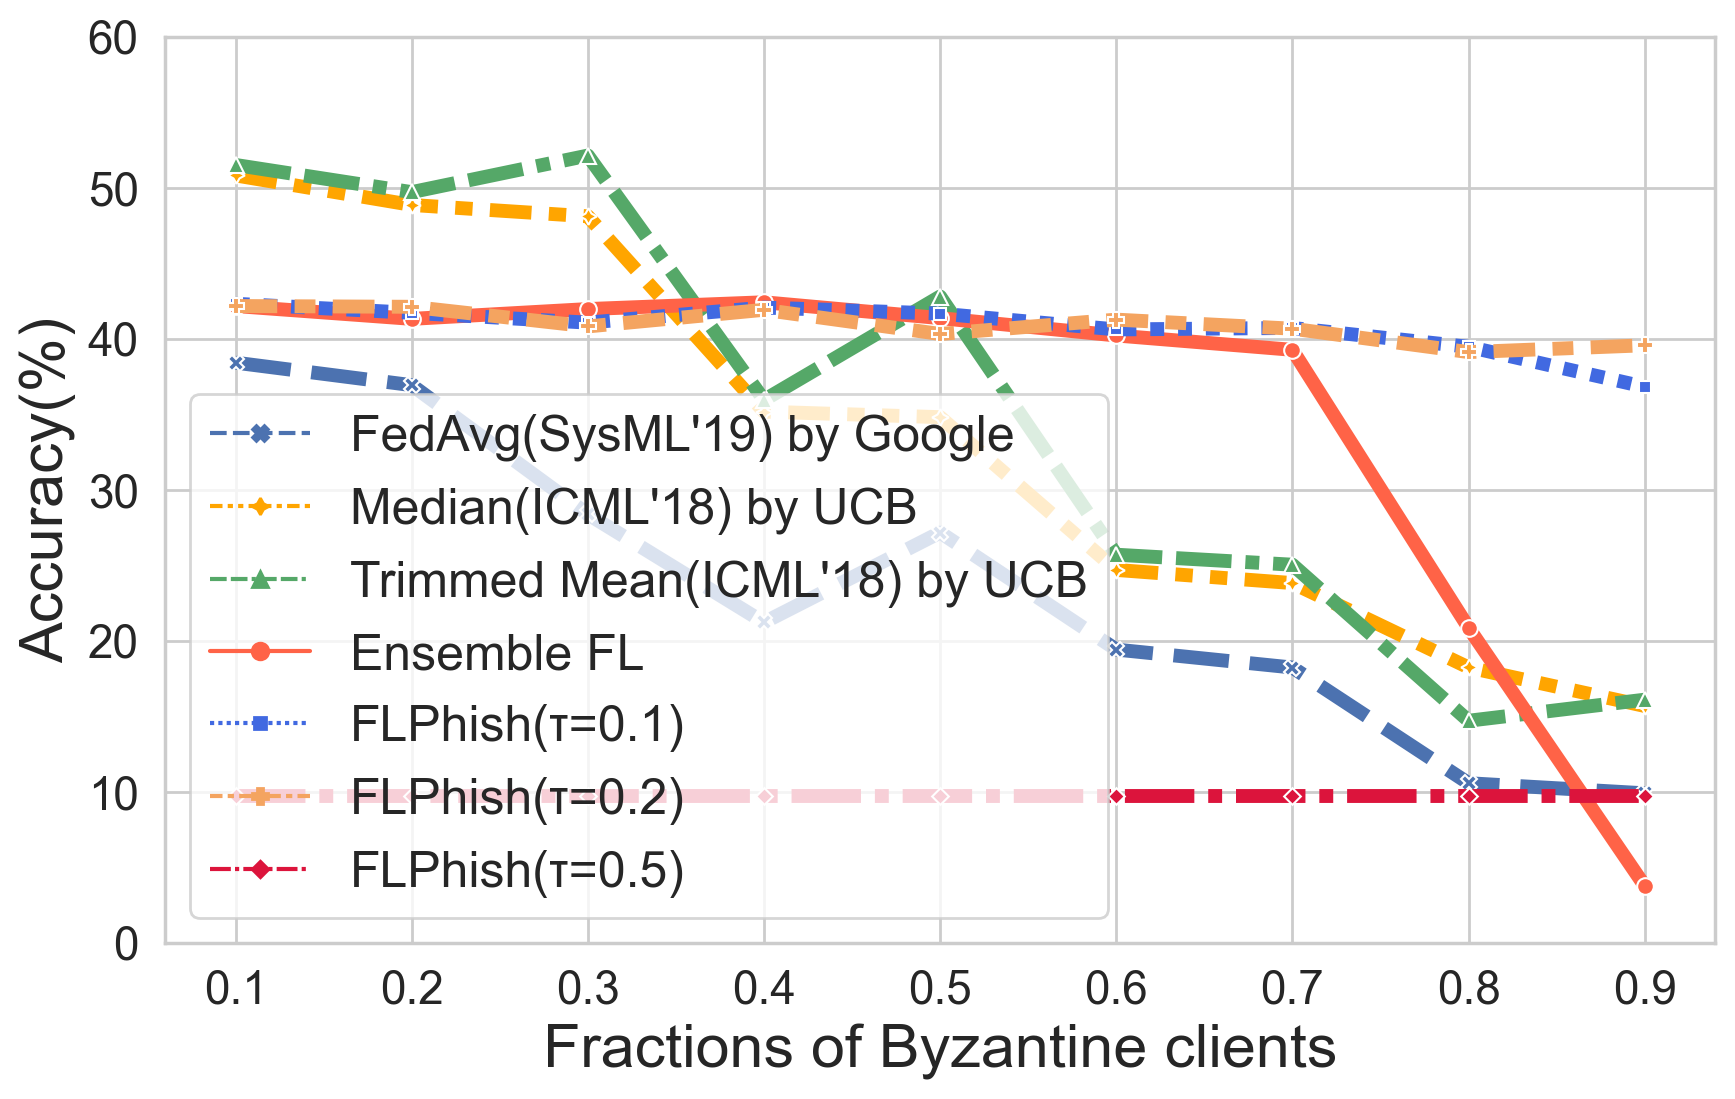 60
50
40
30
20
10
0
Accuracy(%)
FedAvg(SysML'19) by Google
Median(ICML'18) by UCB
Trimmed Mean(ICML'18) by UCB
Ensemble FL
FLPhish(τ=0.1)
FLPhish(τ=0.2)
FLPhish(τ=0.5)
0.1 0.2 0.3 0.4 0.5 0.6 0.7 0.8 0.9
Fractions of Byzantine clients